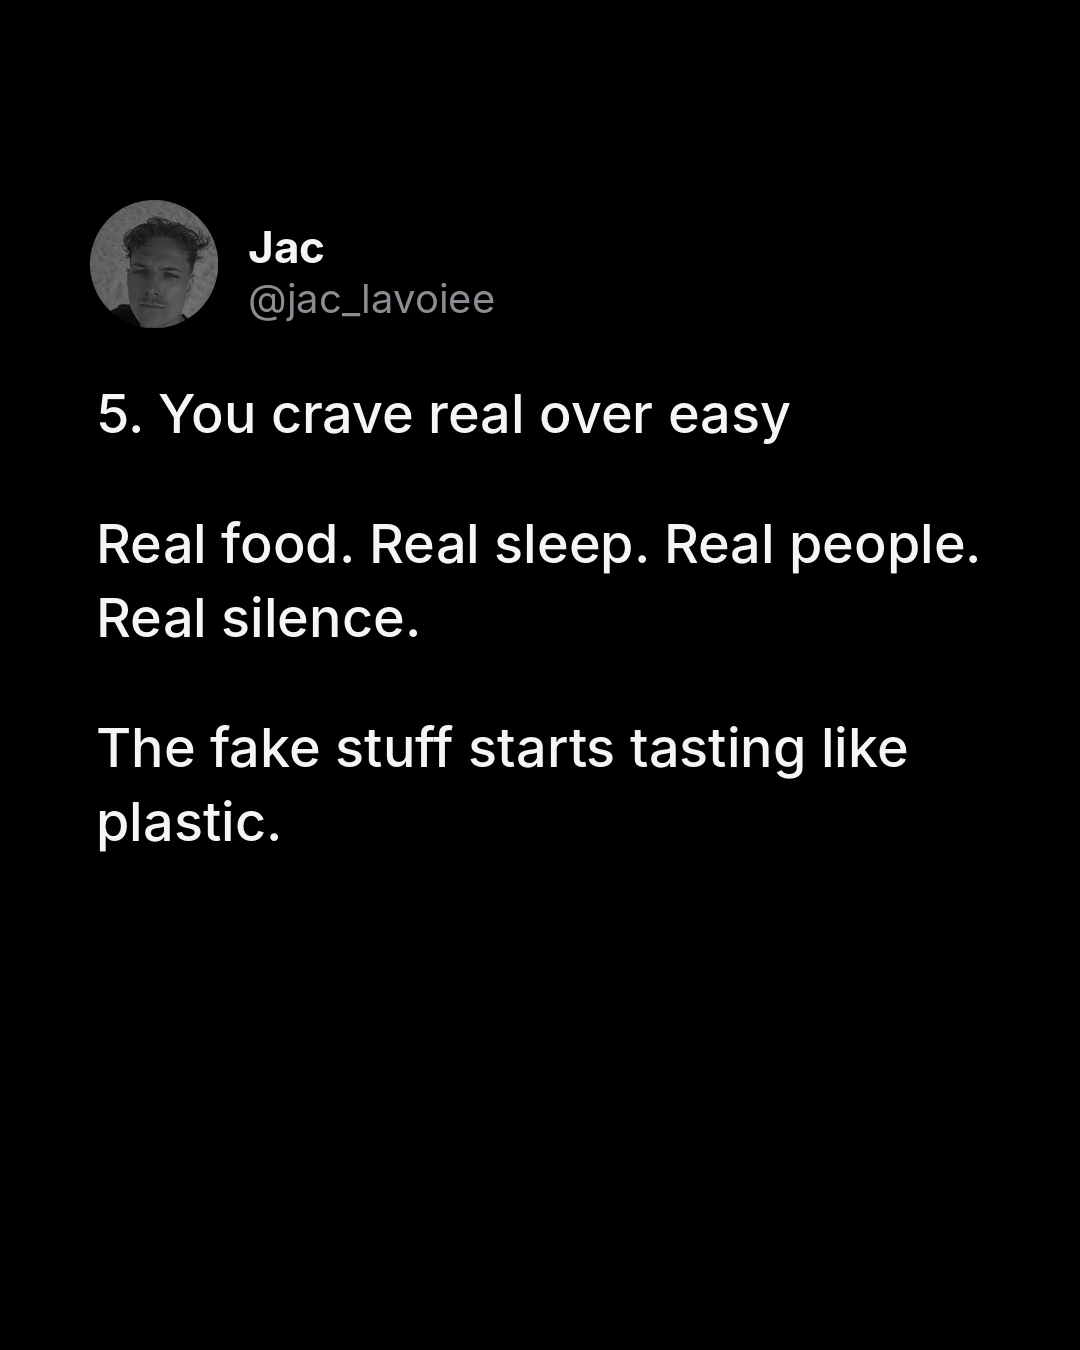 Jac
@jac_lavoiee
5. You crave real over easy
Real food. Real sleep. Real people.
Real silence.
The fake stuff starts tasting like
plastic.